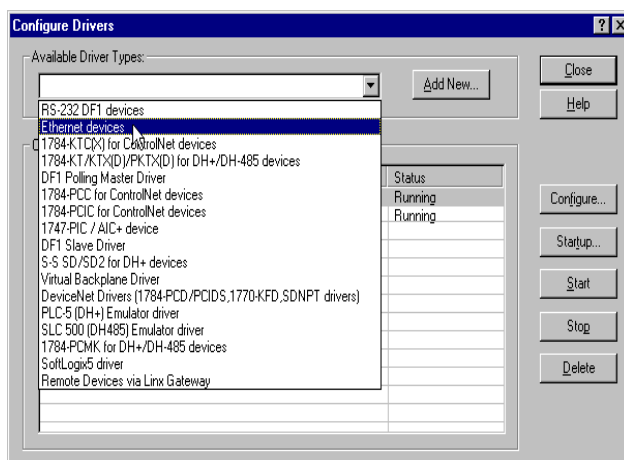 Configure Drivers
Available Driver Types:
Add New...
Close
Help
RS-232 DF1 devices
Ethernet devices
1784-KTC(X) for ControlNet devices
1784-KT/KTX(D)/PKTX(D) for DH+/DH-485 devices
DF1 Polling Master Driver
1784-PCC for ControlNet devices
1784-PCIC for ControlNet devices
1747-PIC / AIC+ device
DF1 Slave Driver
S-S SD/SD2 for DH+ devices
Virtual Backplane Driver
DeviceNet Drivers (1784-PCD/PCIDS,1770-KFD,SDNPT drivers)
PLC-5 (DH+) Emulator driver
SLC 500 (DH485) Emulator driver
1784-PCMK for DH+/DH-485 devices
SoftLogix5 driver
Remote Devices via Linx Gateway
Status
Running
Running
Configure...
Startup...
Start
Stop
Delete